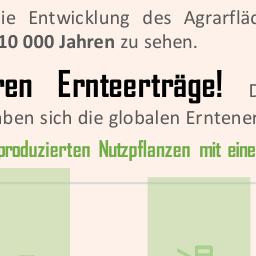 ie Entwicklung des Agrarfläc
10 000 Jahren zu sehen.
ren Ernteerträge! D
aben sich die globalen Erntener
produzierten Nutzpflanzen mit eine
%